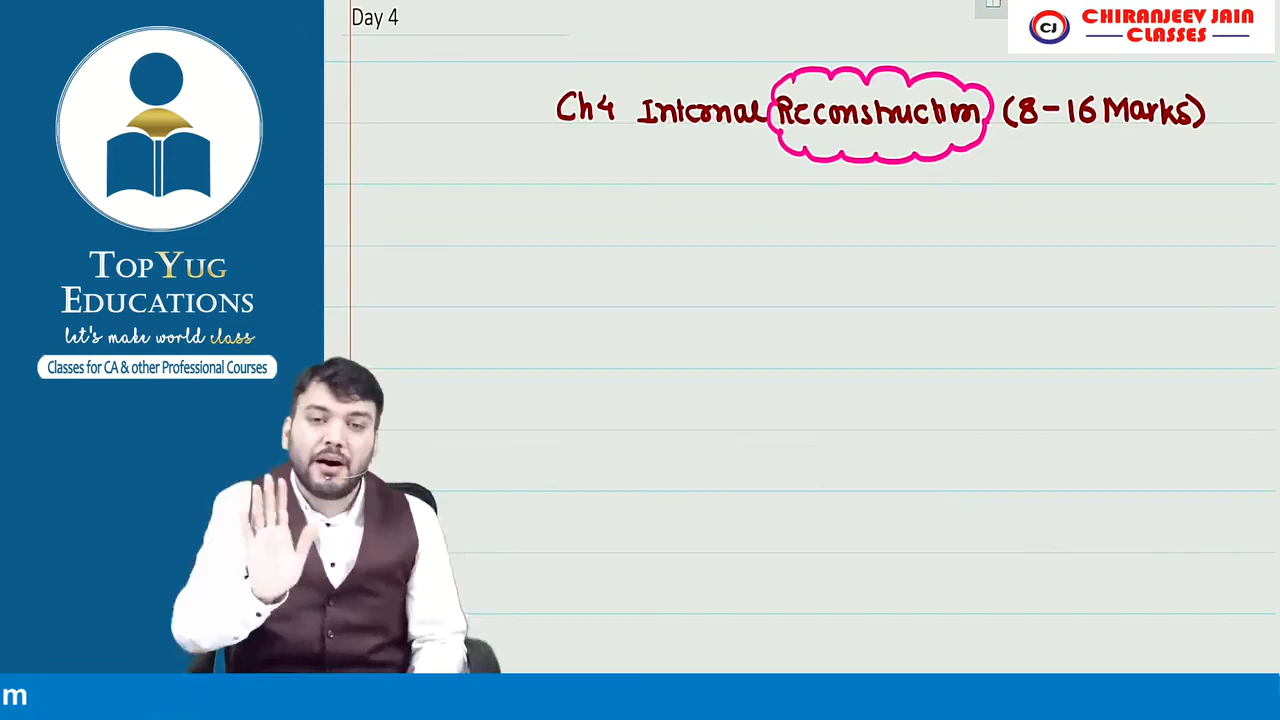 Day 4
CHIRANJEEV JAIN
CLASSES
CJ
Ch4 Internal Reconstruction (8-16 Marks)
TOPYUG
EDUCATIONS
let's make world class
Classes for CA & other Professional Courses
m